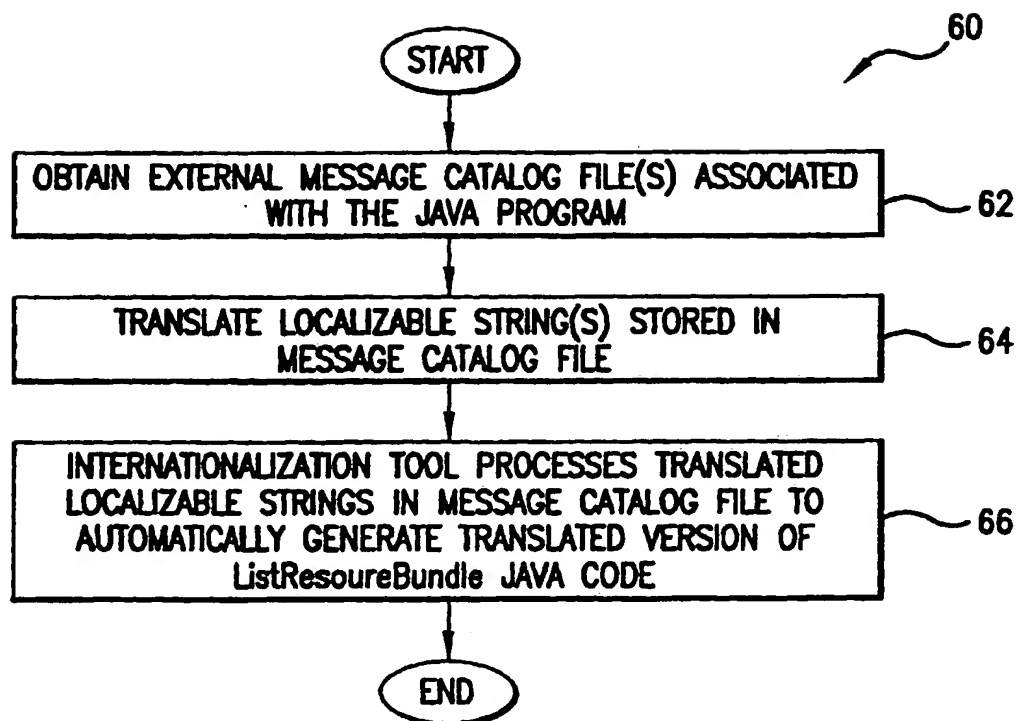 60
START
OBTAIN EXTERNAL MESSAGE CATALOG FILE(S) ASSOCIATED
WITH THE JAVA PROGRAM
62
TRANSLATE LOCALIZABLE STRING(S) STORED IN
MESSAGE CATALOG FILE
64
INTERNATIONALIZATION TOOL PROCESSES TRANSLATED
LOCALIZABLE STRINGS IN MESSAGE CATALOG FILE TO
AUTOMATICALLY GENERATE TRANSLATED VERSION OF
ListResoureBundle JAVA CODE
66
END